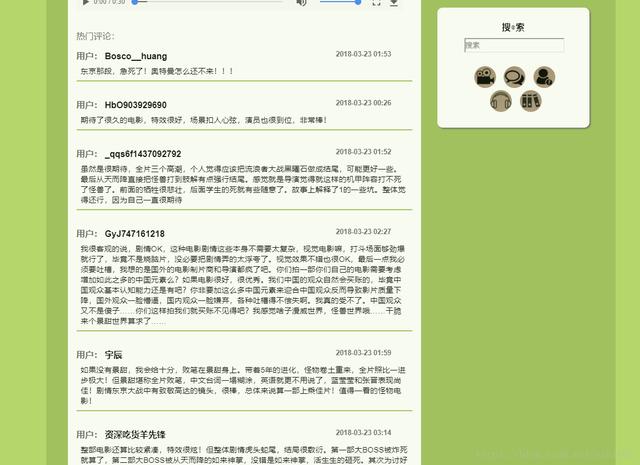 0:00 / 0:30
热门评论：
用户： Bosco__huang 2018-03-23 01:53
东京那段，急死了！奥特曼怎么还不来！！！
用户： HbO903929690 2018-03-23 00:26
期待了很久的电影，特效很好，场景扣人心弦，演员也很到位，非常棒！
用户： _qqs6f1437092792 2018-03-23 01:52
虽然是很期待，全片三个高潮，个人觉得应该把流浪者大战黑曜石做成结尾，可能更好一些。
最后从天而降直接把怪兽打到肢解有点强行结尾。感觉就是导演觉得就这样的机甲阵容打不死
了怪兽了。前面的牺牲很悲壮，后面学生的死就有些随意了。故事上解释了1的一些坑。整体觉
得还行，因为自己一直很期待
用户： GyJ747161218 2018-03-23 02:27
我很客观的说，剧情OK，这种电影剧情这些本身不需要太复杂，视觉电影嘛，打斗场面够劲爆
就行了，毕竟不是烧脑片，没必要把剧情弄的太浮夸了。视觉效果不错也很OK，最后一点我必
须要吐槽，我想的是国外的电影制片商和导演都疯了吧。你们拍一部你们自己的电影需要考虑
增加如此之多的中国元素么？如果电影很好，很优秀。我们中国的观众自然会买账的，毕竟中
国观众基本认知能力还是有吧？你非要加这么多中国元素来迎合中国观众反而导致影片质量下
降，国外观众一脸懵逼，国内观众一脸嫌弃，各种吐槽得不偿失啊。我真的受不了。中国观众
又不是傻子……你们这样拍我们就买账不见得吧？我感觉啥子漫威世界，怪兽世界哦……干脆
来个景甜世界算求了……
用户： 宇辰 2018-03-23 01:59
如果没有景甜，我会给十分，败笔在景甜身上。带着5年的进化，怪物卷土重来，全片照比一进
步极大！但景甜堪称全片败笔，中文台词一塌糊涂，英语就更不用说了，蓝莹莹和张晋表现尚
佳！剧情东京大战中有致敬高达的镜头，很棒，总体来说算一部上乘佳片！值得一看的怪物电
影！
用户： 资深吃货羊先锋 2018-03-23 03:14
整部电影还算比较紧凑，特效很炫！但整体剧情虎头蛇尾，结局很敷衍。第一部大BOSS被炸死
就算了，第二部大BOSS被从天而降的如来神掌，没错是如来神掌，活生生的砸死。其次为讨好
搜索
搜索